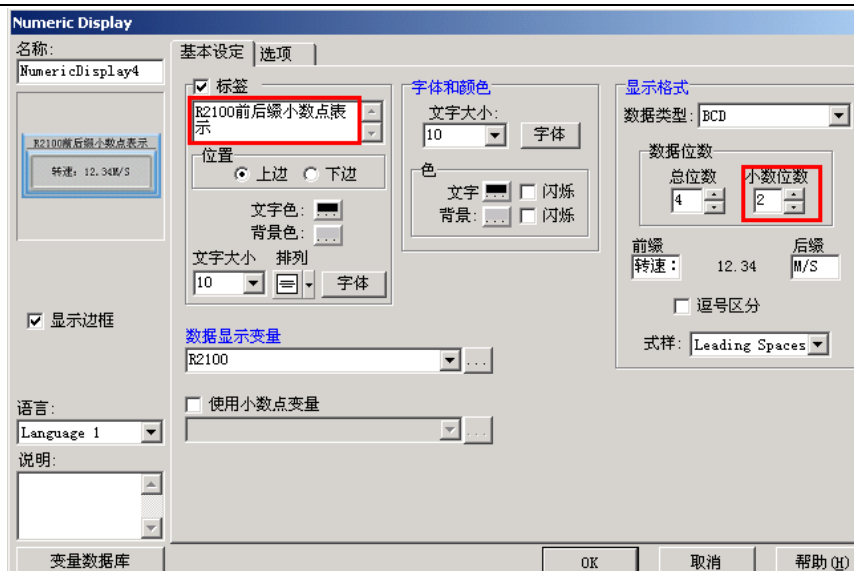 Numeric Display
名称:
NumericDisplay4
R2100前后缀小数点表示
转速: 12.34M/S
显示边框
语言:
Language 1
说明:
变量数据库
基本设定
选项
标签
R2100前后缀小数点表
示
位置
上边 下边
文字色: ...
背景色: ...
文字大小 排列
10 字体
字体和颜色
文字大小:
10 字体
色
文字 ... 闪烁
背景: ... 闪烁
数据显示变量
R2100 ...
使用小数点变量
...
显示格式
数据类型: BCD
数据位数
总位数 小数位数
4 2
前缀 后缀
转速: 12.34 M/S
逗号区分
式样: Leading Spaces
OK 取消 帮助(H)